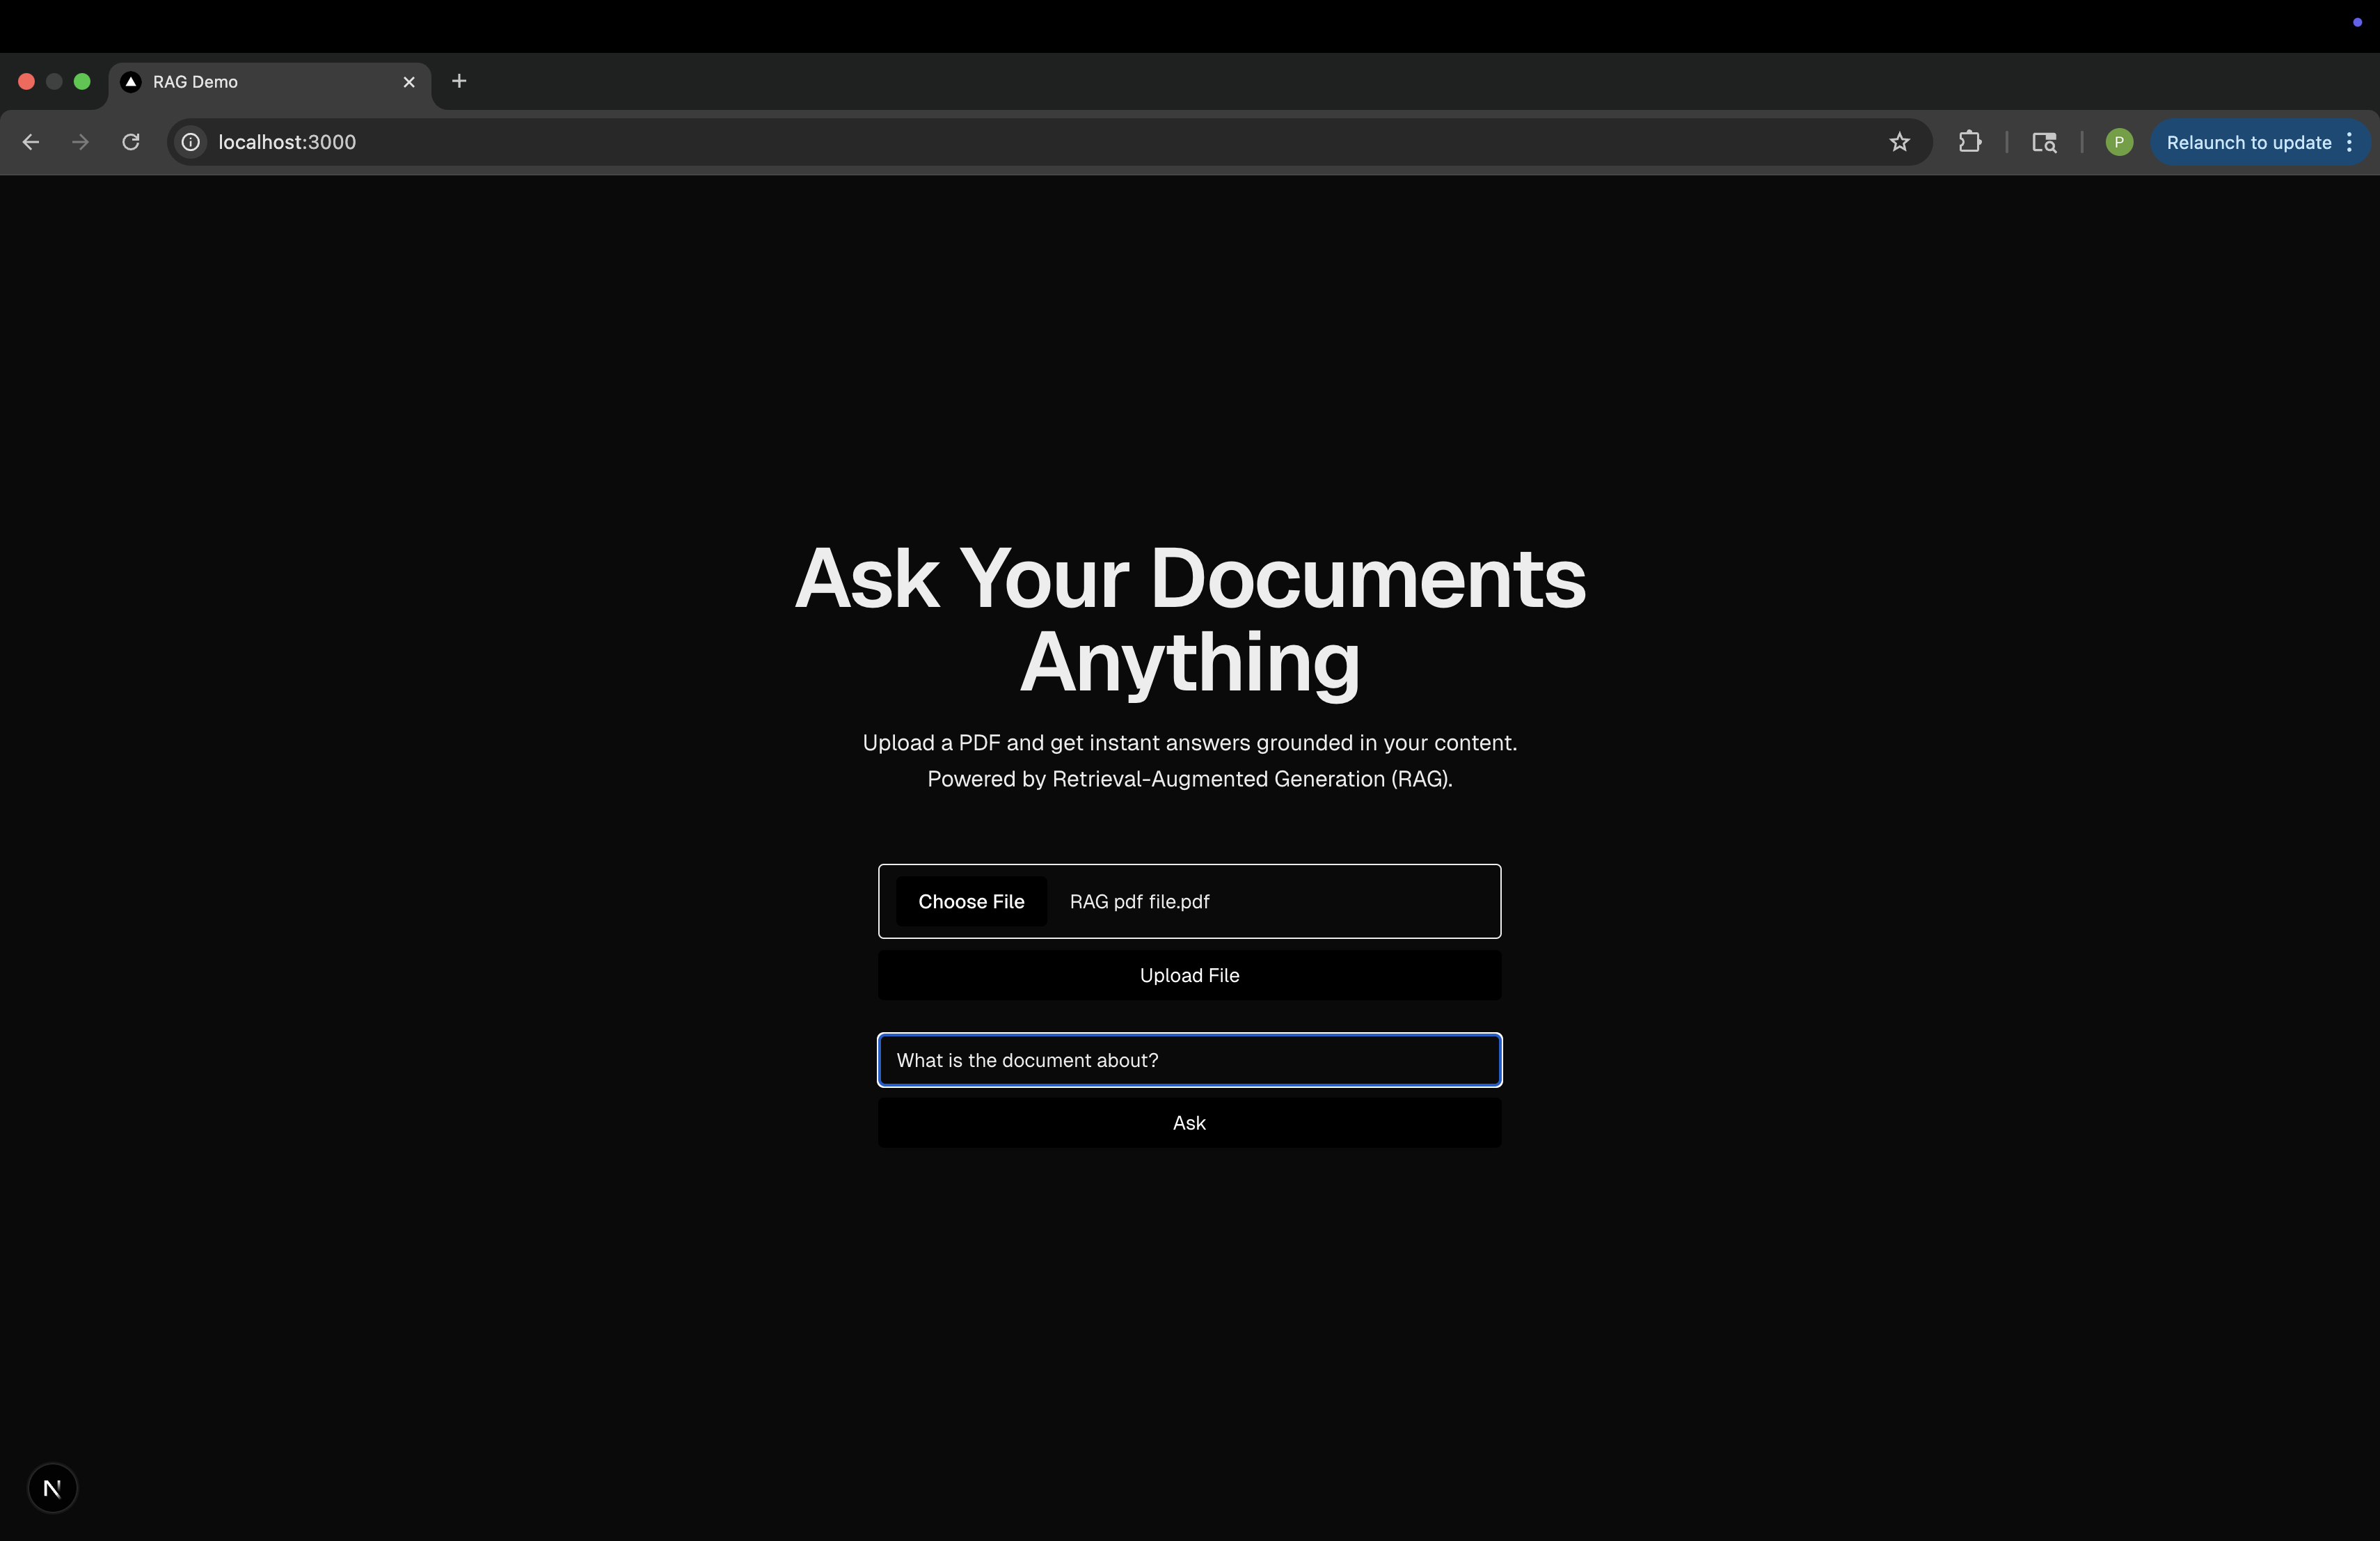 RAG Demo
localhost:3000
P
Relaunch to update
Ask Your Documents
Anything
Upload a PDF and get instant answers grounded in your content.
Powered by Retrieval-Augmented Generation (RAG).
Choose File RAG pdf file.pdf
Upload File
What is the document about?
Ask
N